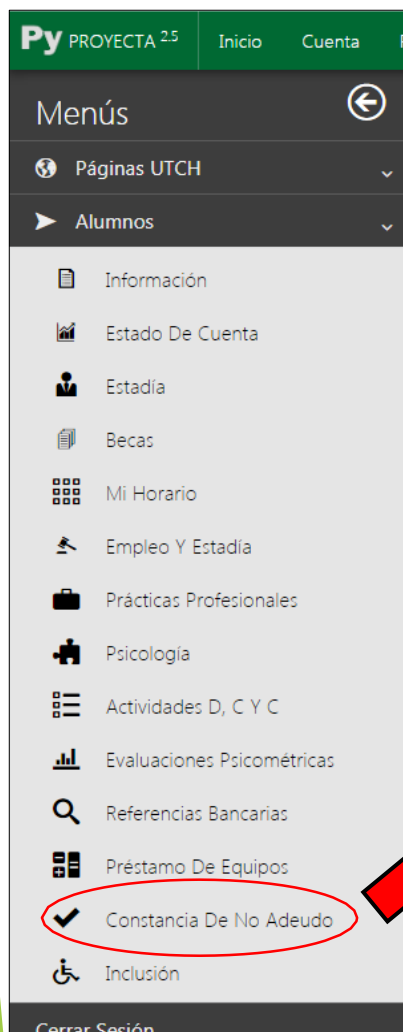 Py PROYECTA 2.5 Inicio Cuenta
Menús
Páginas UTCH
Alumnos
Información
Estado De Cuenta
Estadía
Becas
Mi Horario
Empleo Y Estadía
Prácticas Profesionales
Psicología
Actividades D, C Y C
Evaluaciones Psicométricas
Referencias Bancarias
Préstamo De Equipos
Constancia De No Adeudo
Inclusión
Cerrar Sesión